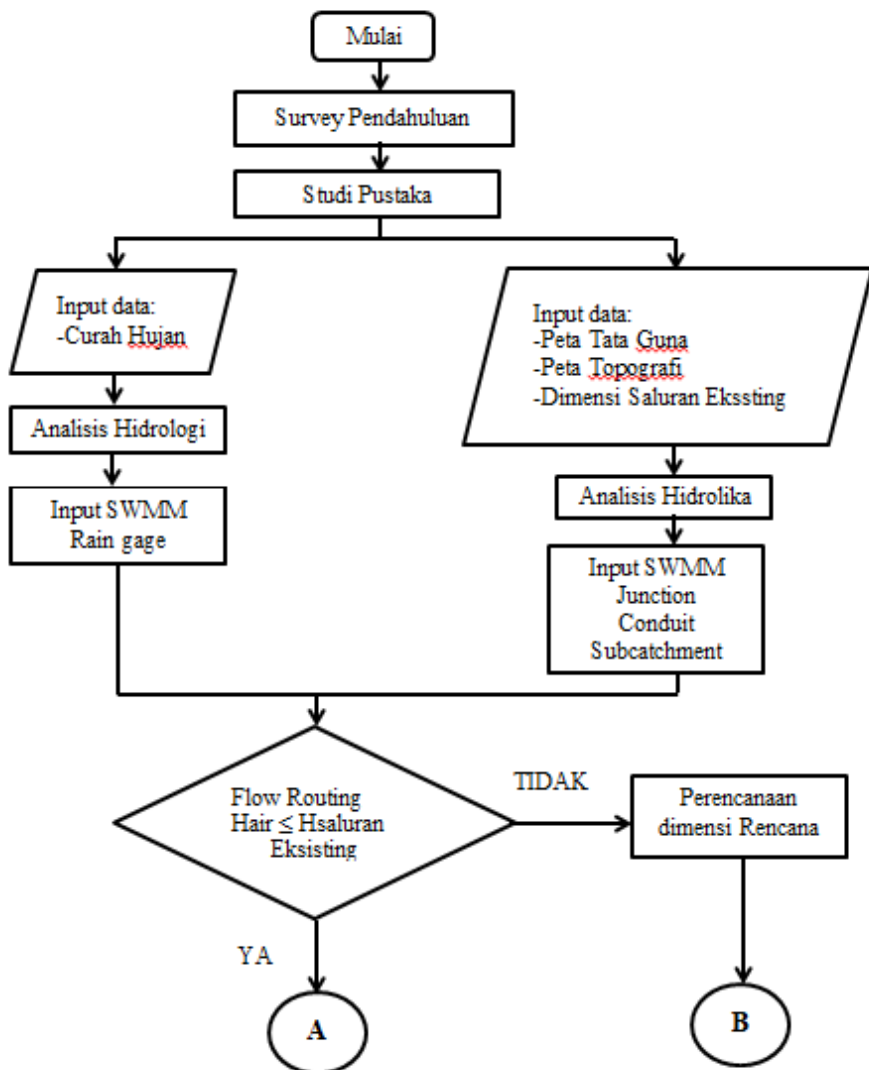 Mulai
Survey Pendahuluan
Studi Pustaka
Input data:
-Curah Hujan
Analisis Hidrologi
Input SWMM
Rain gage
Input data:
-Peta Tata Guna
-Peta Topografi
-Dimensi Saluran Ekssting
Analisis Hidrolika
Input SWMM
Junction
Conduit
Subcatchment
Flow Routing
Hair ≤ Hsaluran
Eksisting
TIDAK
Perencanaan
dimensi Rencana
YA
A
B